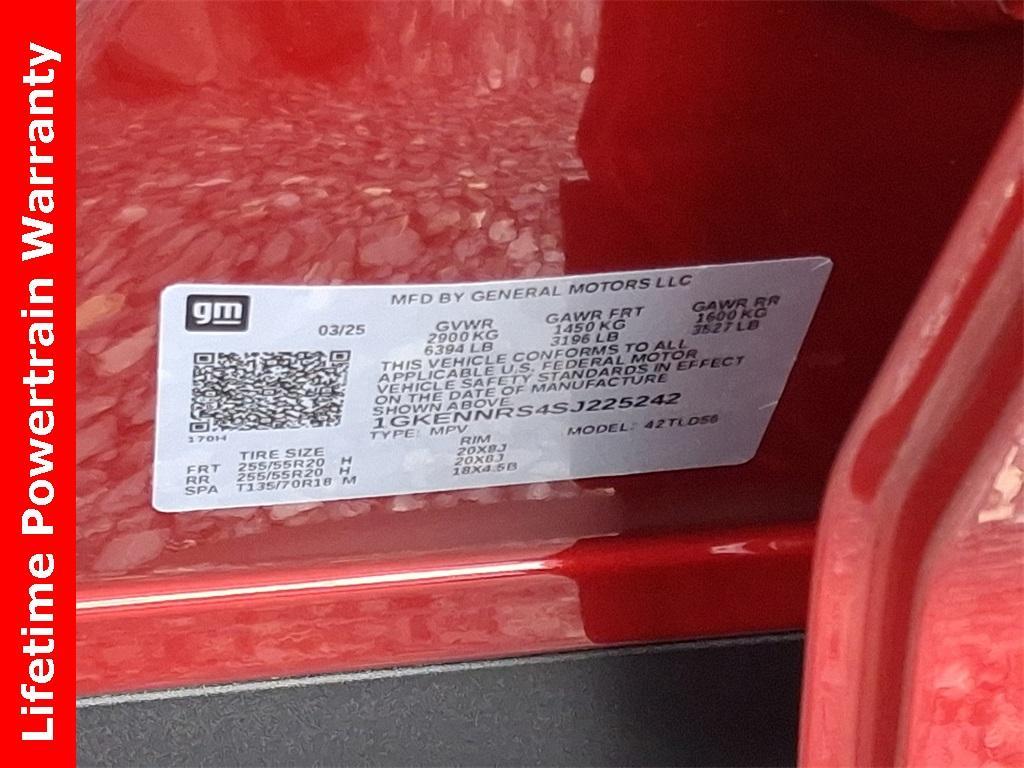 Lifetime Powertrain Warranty
gm
MFD BY GENERAL MOTORS LLC
03/25
GVWR
2900 KG
6394 LB
GAWR FRT
1450 KG
3196 LB
GAWR RR
1600 KG
3527 LB
THIS VEHICLE CONFORMS TO ALL
APPLICABLE U.S. FEDERAL MOTOR
VEHICLE SAFETY STANDARDS IN EFFECT
ON THE DATE OF MANUFACTURE
SHOWN ABOVE.
1GKENNRS4SJ225242
TYPE: MPV
MODEL: 42TLD56
170H
TIRE SIZE
RIM
FRT 255/55R20 H 20X8J
RR 255/55R20 H 20X8J
SPA T135/70R18 M 18X4.5B